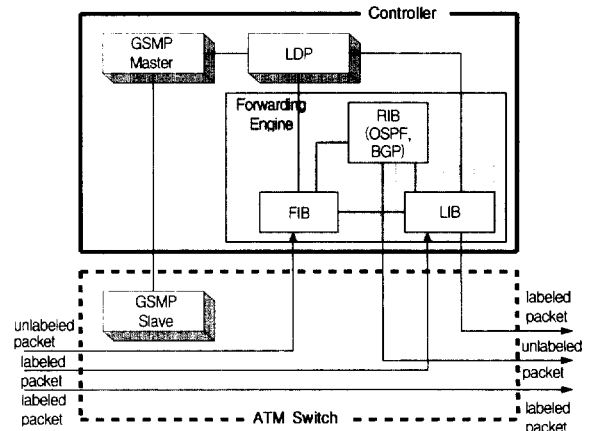 Controller
GSMP
Master
LDP
Forwarding
Engine
RIB
(OSPF,
BGP)
FIB
LIB
GSMP
Slave
unlabeled
packet
labeled
packet
labeled
packet
labeled
packet
unlabeled
packet
labeled
packet
ATM Switch